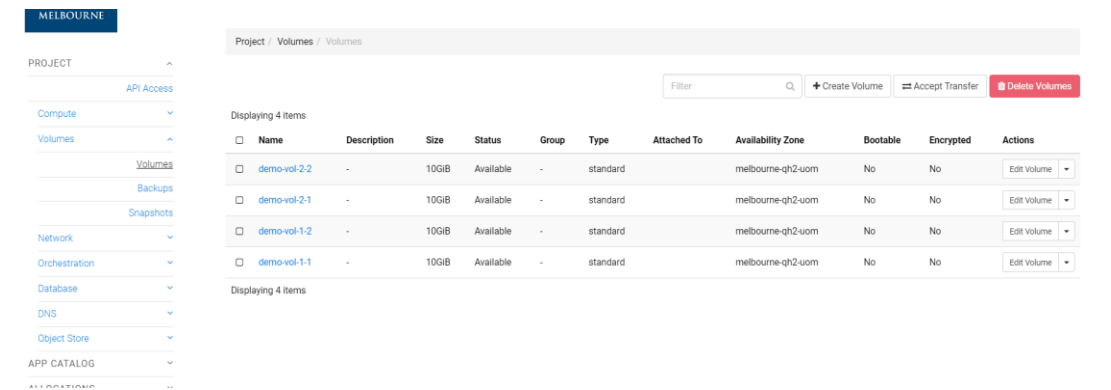 MELBOURNE
PROJECT
API Access
Compute
Volumes
Volumes
Backups
Snapshots
Network
Orchestration
Database
DNS
Object Store
APP CATALOG
ALLOCATIONS
Project / Volumes / Volumes
Filter
Create Volume
Accept Transfer
Delete Volumes
Displaying 4 items
Name Description Size Status Group Type Attached To Availability Zone Bootable Encrypted Actions
demo-vol-2-2 - 10GiB Available - standard melbourne-qh2-uom No No Edit Volume
demo-vol-2-1 - 10GiB Available - standard melbourne-qh2-uom No No Edit Volume
demo-vol-1-2 - 10GiB Available - standard melbourne-qh2-uom No No Edit Volume
demo-vol-1-1 - 10GiB Available - standard melbourne-qh2-uom No No Edit Volume
Displaying 4 items